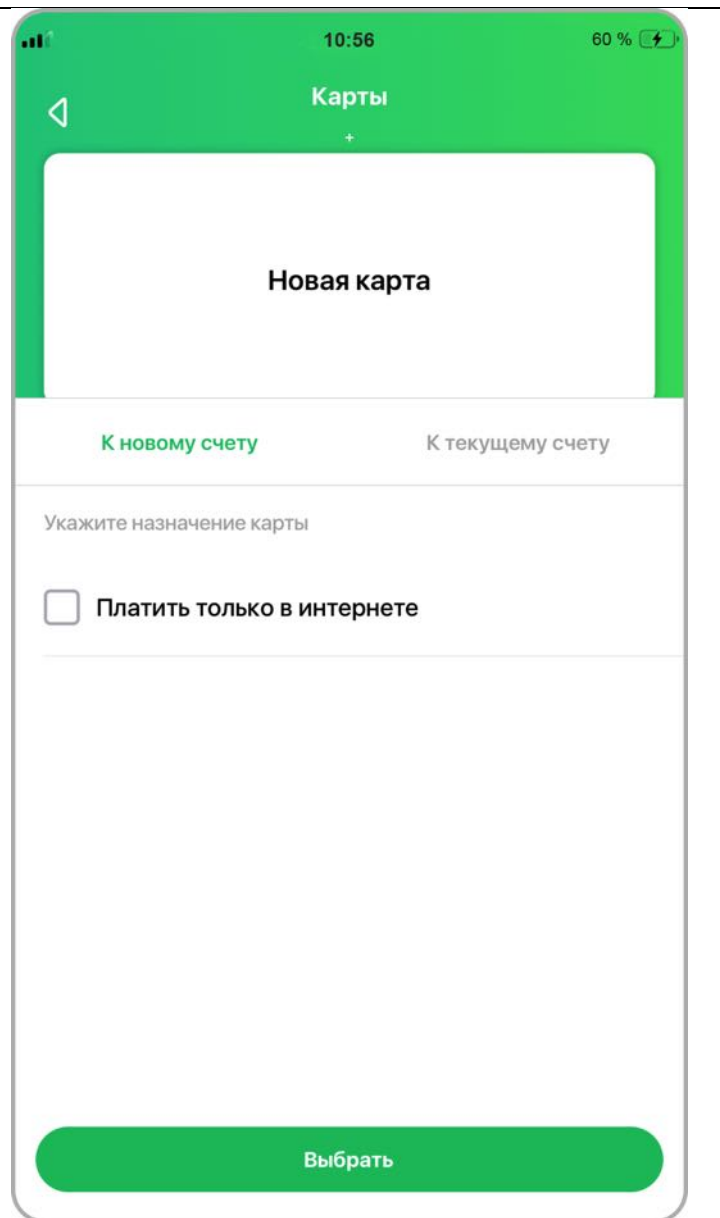 10:56 60 %
Карты
+
Новая карта
К новому счету К текущему счету
Укажите назначение карты
Платить только в интернете
Выбрать